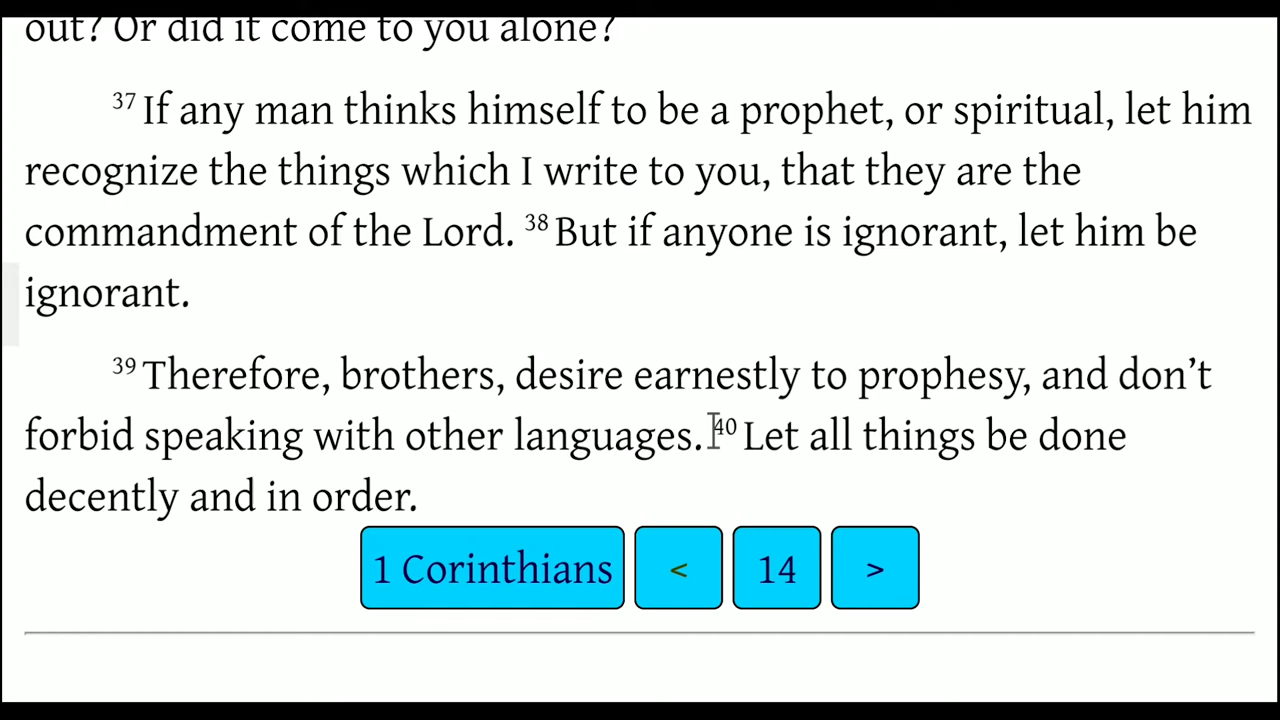 out? Or did it come to you alone?
37 If any man thinks himself to be a prophet, or spiritual, let him
recognize the things which I write to you, that they are the
commandment of the Lord. 38 But if anyone is ignorant, let him be
ignorant.
39 Therefore, brothers, desire earnestly to prophesy, and don’t
forbid speaking with other languages. 40 Let all things be done
decently and in order.
1 Corinthians < 14 >